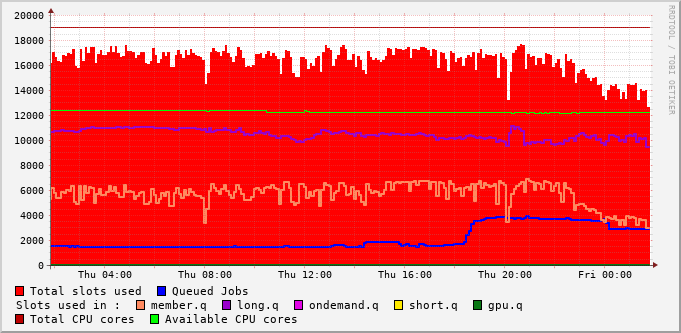 20000
18000
16000
14000
12000
10000
8000
6000
4000
2000
0
Thu 04:00 Thu 08:00 Thu 12:00 Thu 16:00 Thu 20:00 Fri 00:00
RRDTOOL / TOBI OETIKER
Total slots used Queued Jobs
Slots used in : member.q long.q ondemand.q short.q gpu.q
Total CPU cores Available CPU cores